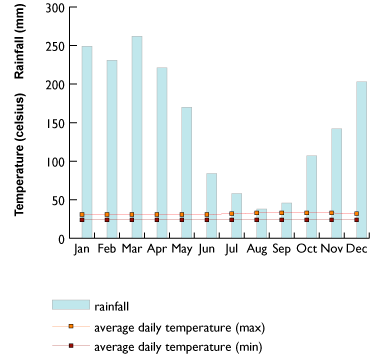 Temperature (celsius) Rainfall (mm)
300
250
200
150
100
50
0
Jan Feb Mar Apr May Jun Jul Aug Sep Oct Nov Dec
rainfall
average daily temperature (max)
average daily temperature (min)